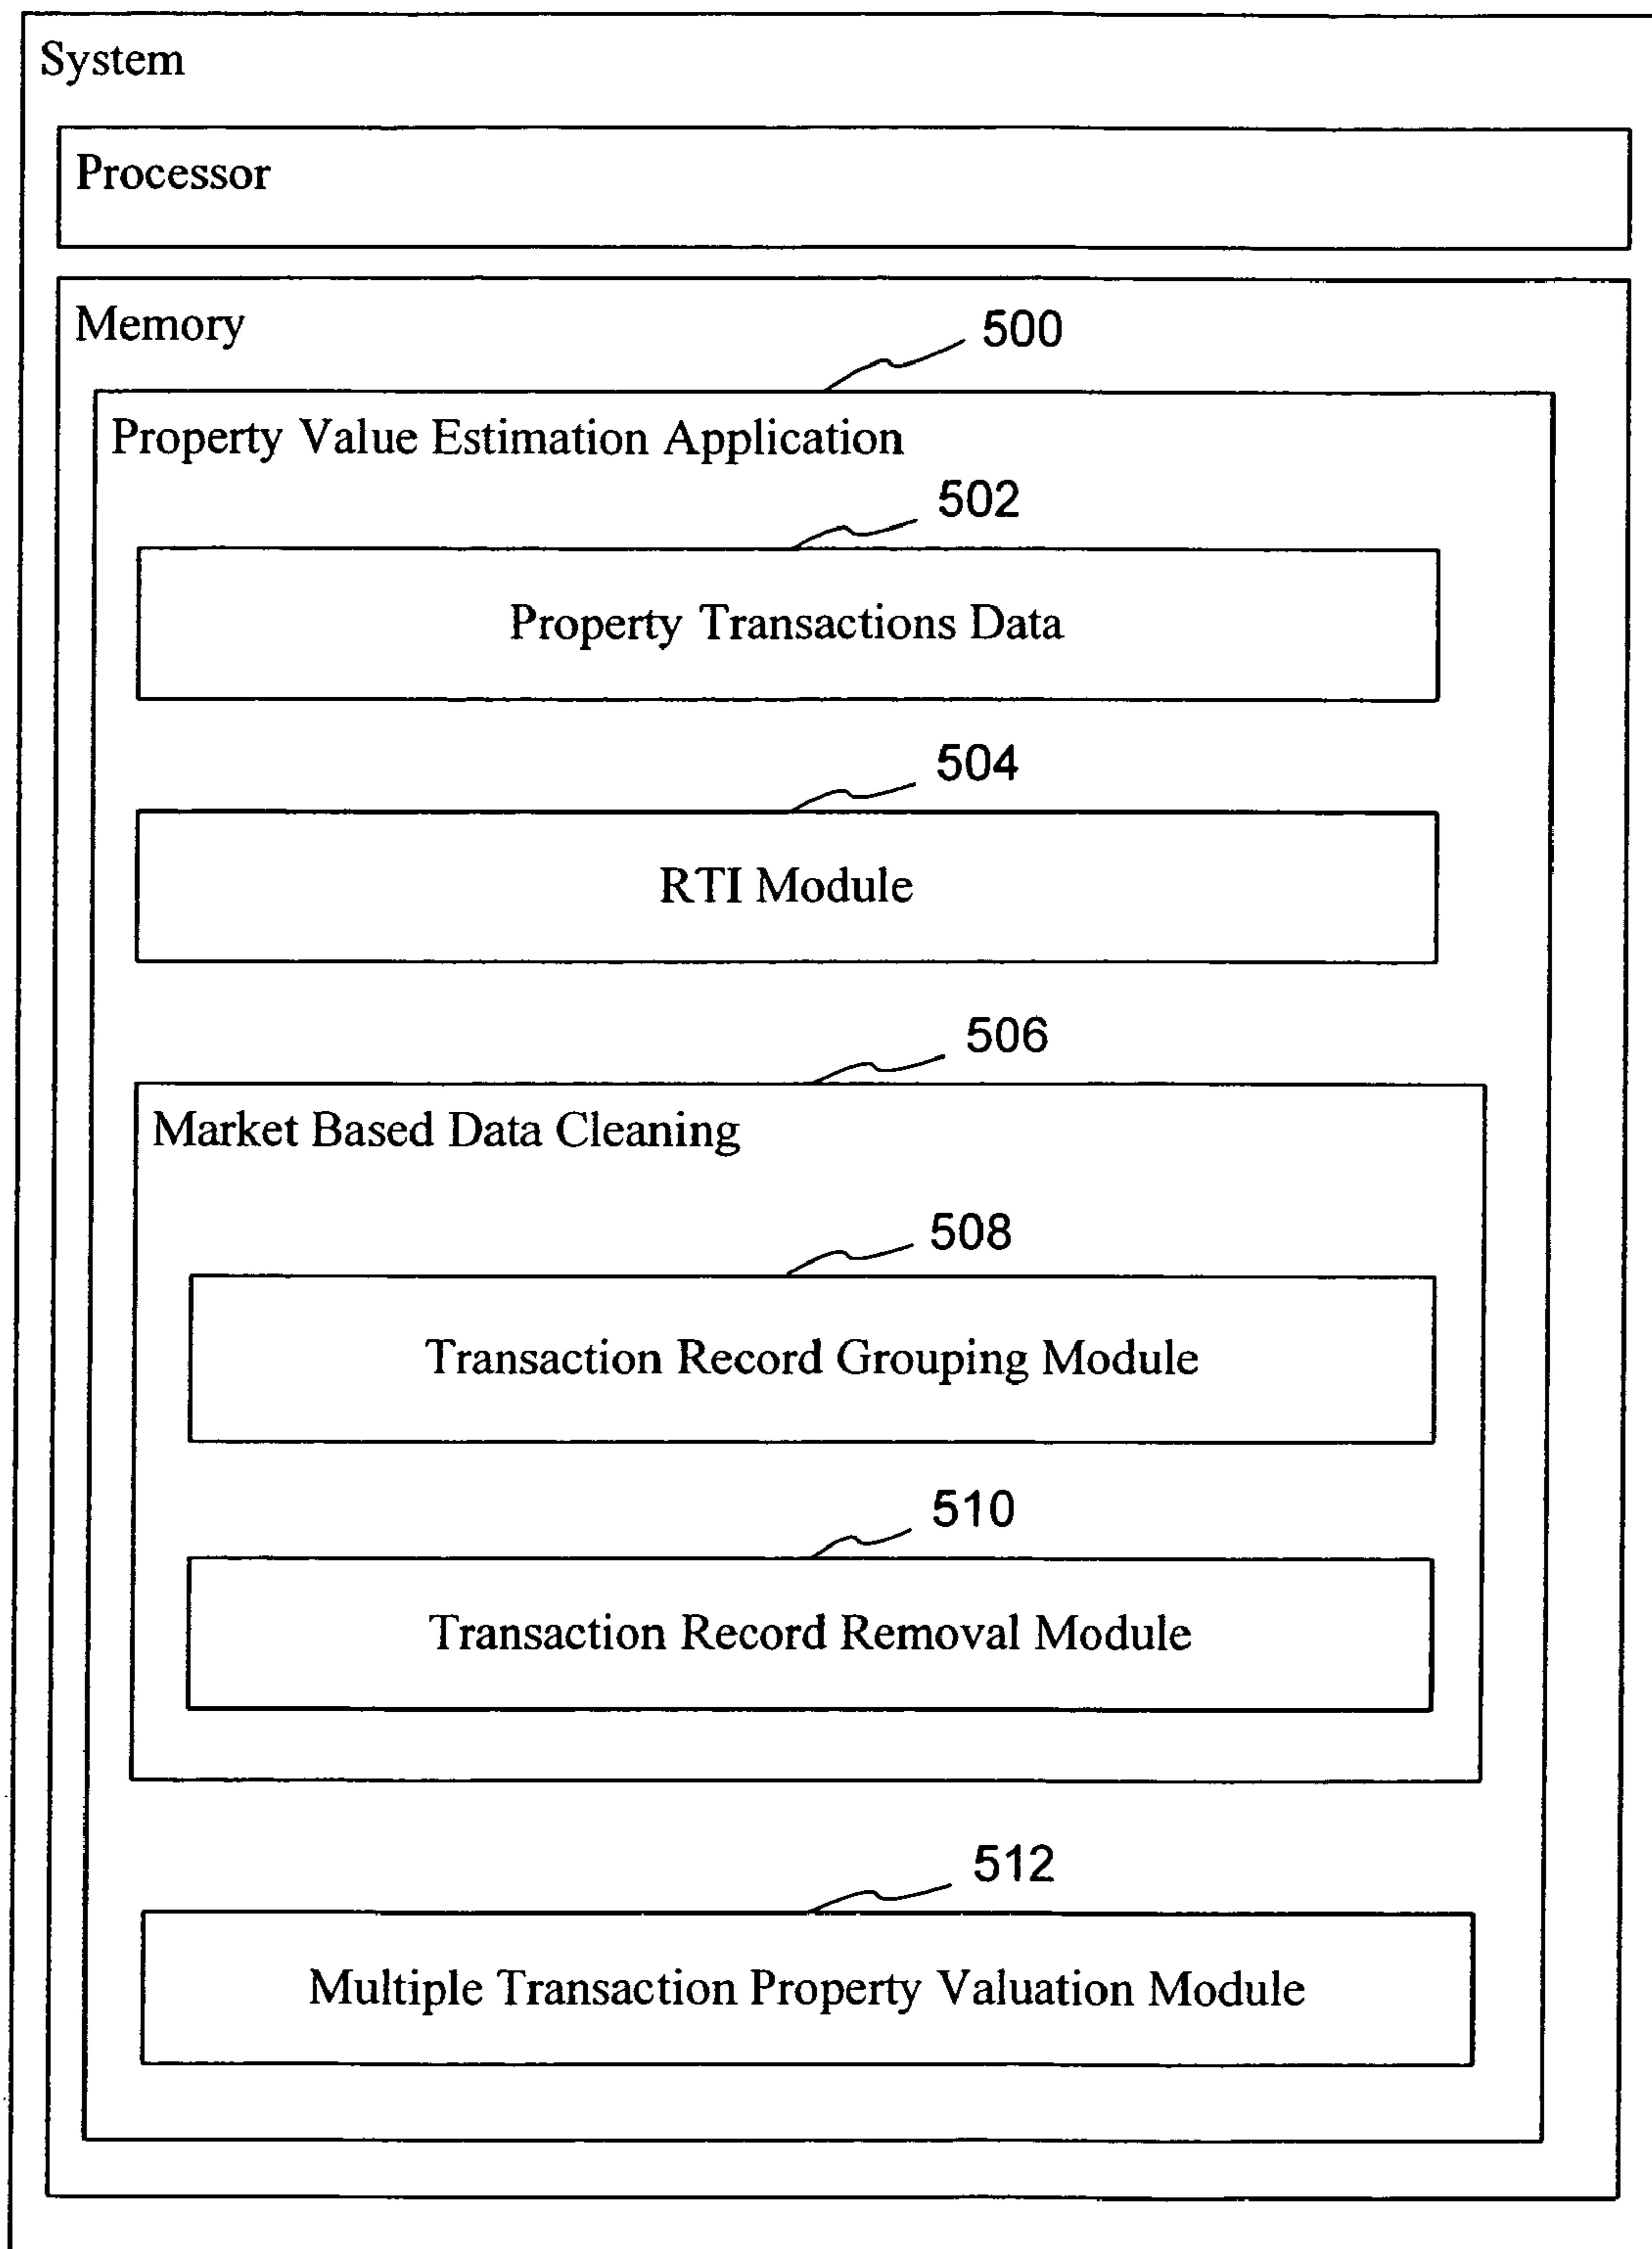 System
Processor
Memory
500
Property Value Estimation Application
502
Property Transactions Data
504
RTI Module
506
Market Based Data Cleaning
508
Transaction Record Grouping Module
510
Transaction Record Removal Module
512
Multiple Transaction Property Valuation Module